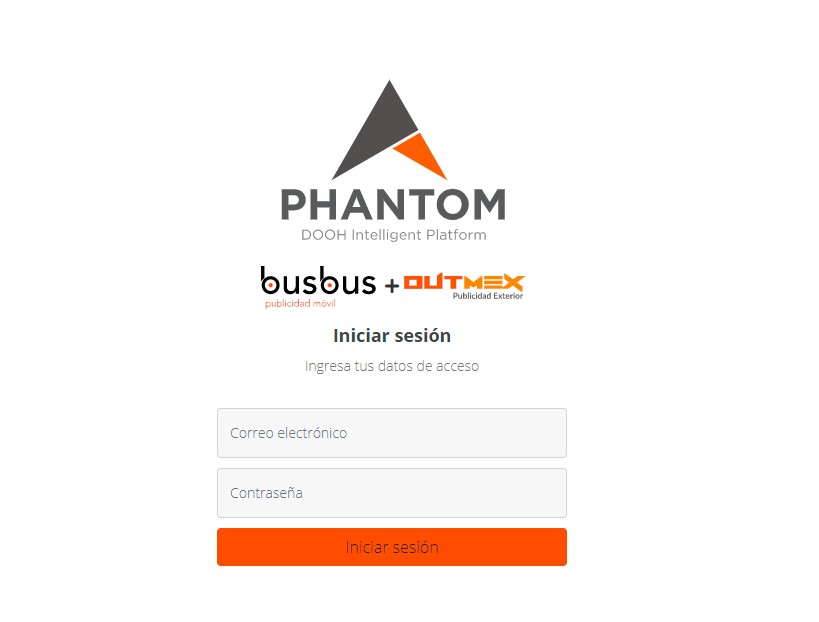 PHANTOM
DOOH Intelligent Platform
busbus + OUTMEX
publicidad móvil Publicidad Exterior
Iniciar sesión
Ingresa tus datos de acceso
Correo electrónico
Contraseña
Iniciar sesión